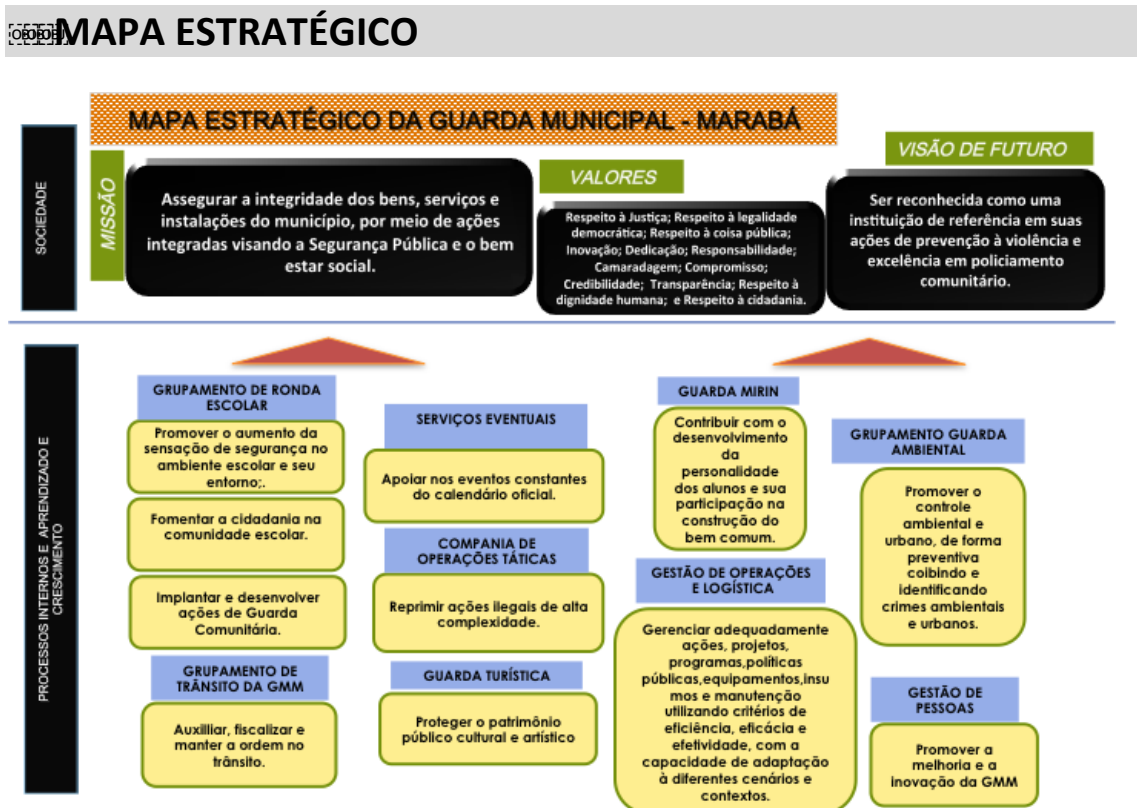 MAPA ESTRATÉGICO
MAPA ESTRATÉGICO DA GUARDA MUNICIPAL - MARABÁ
SOCIEDADE
MISSÃO
Assegurar a integridade dos bens, serviços e
instalações do município, por meio de ações
integradas visando a Segurança Pública e o bem
estar social.
VALORES
Respeito à Justiça; Respeito à legalidade
democrática; Respeito à coisa pública;
Inovação; Dedicação; Responsabilidade;
Camaradagem; Compromisso;
Credibilidade; Transparência; Respeito à
dignidade humana; e Respeito à cidadania.
VISÃO DE FUTURO
Ser reconhecida como uma
instituição de referência em suas
ações de prevenção à violência e
excelência em policiamento
comunitário.
PROCESSOS INTERNOS E APRENDIZADO E
CRESCIMENTO
GRUPAMENTO DE RONDA
ESCOLAR
Promover o aumento da
sensação de segurança no
ambiente escolar e seu
entorno;.
Fomentar a cidadania na
comunidade escolar.
Implantar e desenvolver
ações de Guarda
Comunitária.
GRUPAMENTO DE
TRÂNSITO DA GMM
Auxilliar, fiscalizar e
manter a ordem no
trânsito.
SERVIÇOS EVENTUAIS
Apoiar nos eventos constantes
do calendário oficial.
COMPANIA DE
OPERAÇÕES TÁTICAS
Reprimir ações ilegais de alta
complexidade.
GUARDA TURÍSTICA
Proteger o patrimônio
público cultural e artístico
GUARDA MIRIN
Contribuir com o
desenvolvimento
da
personalidade
dos alunos e sua
participação na
construção do
bem comum.
GESTÃO DE OPERAÇÕES
E LOGÍSTICA
Gerenciar adequadamente
ações, projetos,
programas,políticas
públicas,equipamentos,insu
mos e manutenção
utilizando critérios de
eficiência, eficácia e
efetividade, com a
capacidade de adaptação
à diferentes cenários e
contextos.
GRUPAMENTO GUARDA
AMBIENTAL
Promover o
controle
ambiental e
urbano, de forma
preventiva
coibindo e
identificando
crimes ambientais
e urbanos.
GESTÃO DE
PESSOAS
Promover a
melhoria e a
inovação da GMM